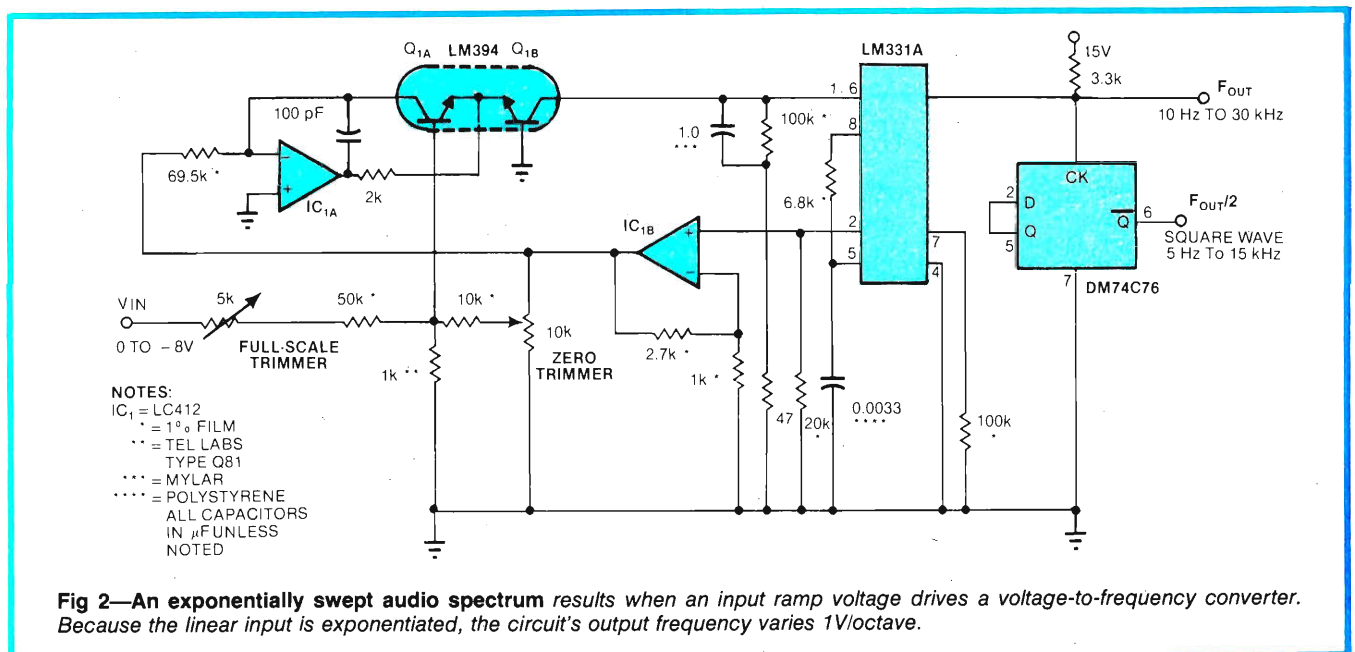 Q1A LM394 Q1B
LM331A
15V
3.3k
FOUT
10 Hz TO 30 kHz
100 pF
1.0
***
100k *
1.6
8
69.5k *
-
+
IC1A
2k
6.8k *
CK
2 D
5 Q
Q 6
FOUT/2
SQUARE WAVE
5 Hz To 15 kHz
7
DM74C76
IC1B
+
-
2
5
7
4
VIN
0 TO -8V
5k
FULL-SCALE
TRIMMER
50k *
10k *
10k
ZERO
TRIMMER
1k **
2.7k *
1k *
47
20k
*
0.0033
****
100k
*
NOTES:
IC1 = LC412
* = 1% FILM
** = TEL LABS
TYPE Q81
*** = MYLAR
**** = POLYSTYRENE
ALL CAPACITORS
IN μF UNLESS
NOTED
Fig 2—An exponentially swept audio spectrum results when an input ramp voltage drives a voltage-to-frequency converter.
Because the linear input is exponentiated, the circuit's output frequency varies 1V/octave.